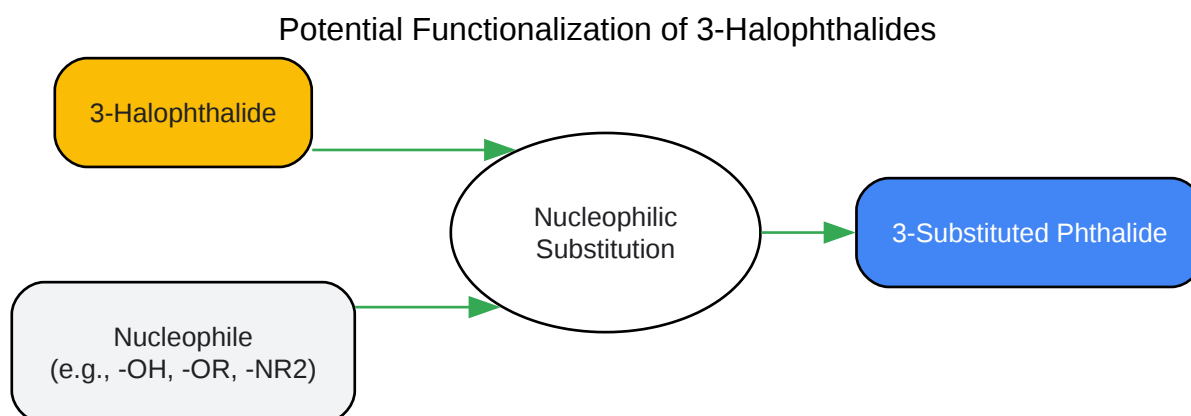 Potential Functionalization of 3-Halophthalides
3-Halophthalide
Nucleophilic
Substitution
3-Substituted Phthalide
Nucleophile
(e.g., -OH, -OR, -NR2)